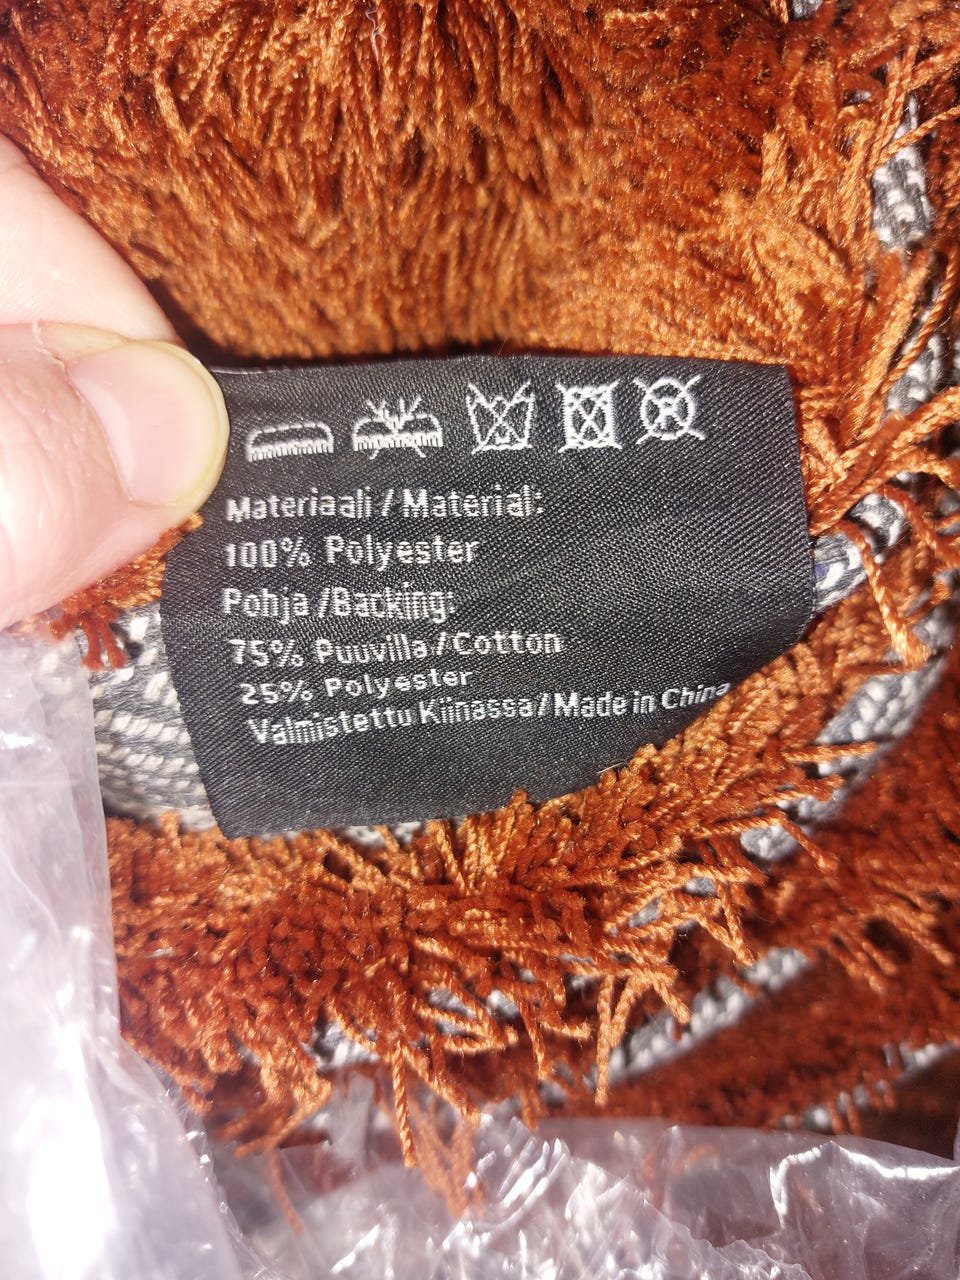 Materiaali / Material:
100% Polyester
Pohja /Backing:
75% Puuvilla/Cotton
25% Polyester
Valmistettu Kiinassa/Made in China